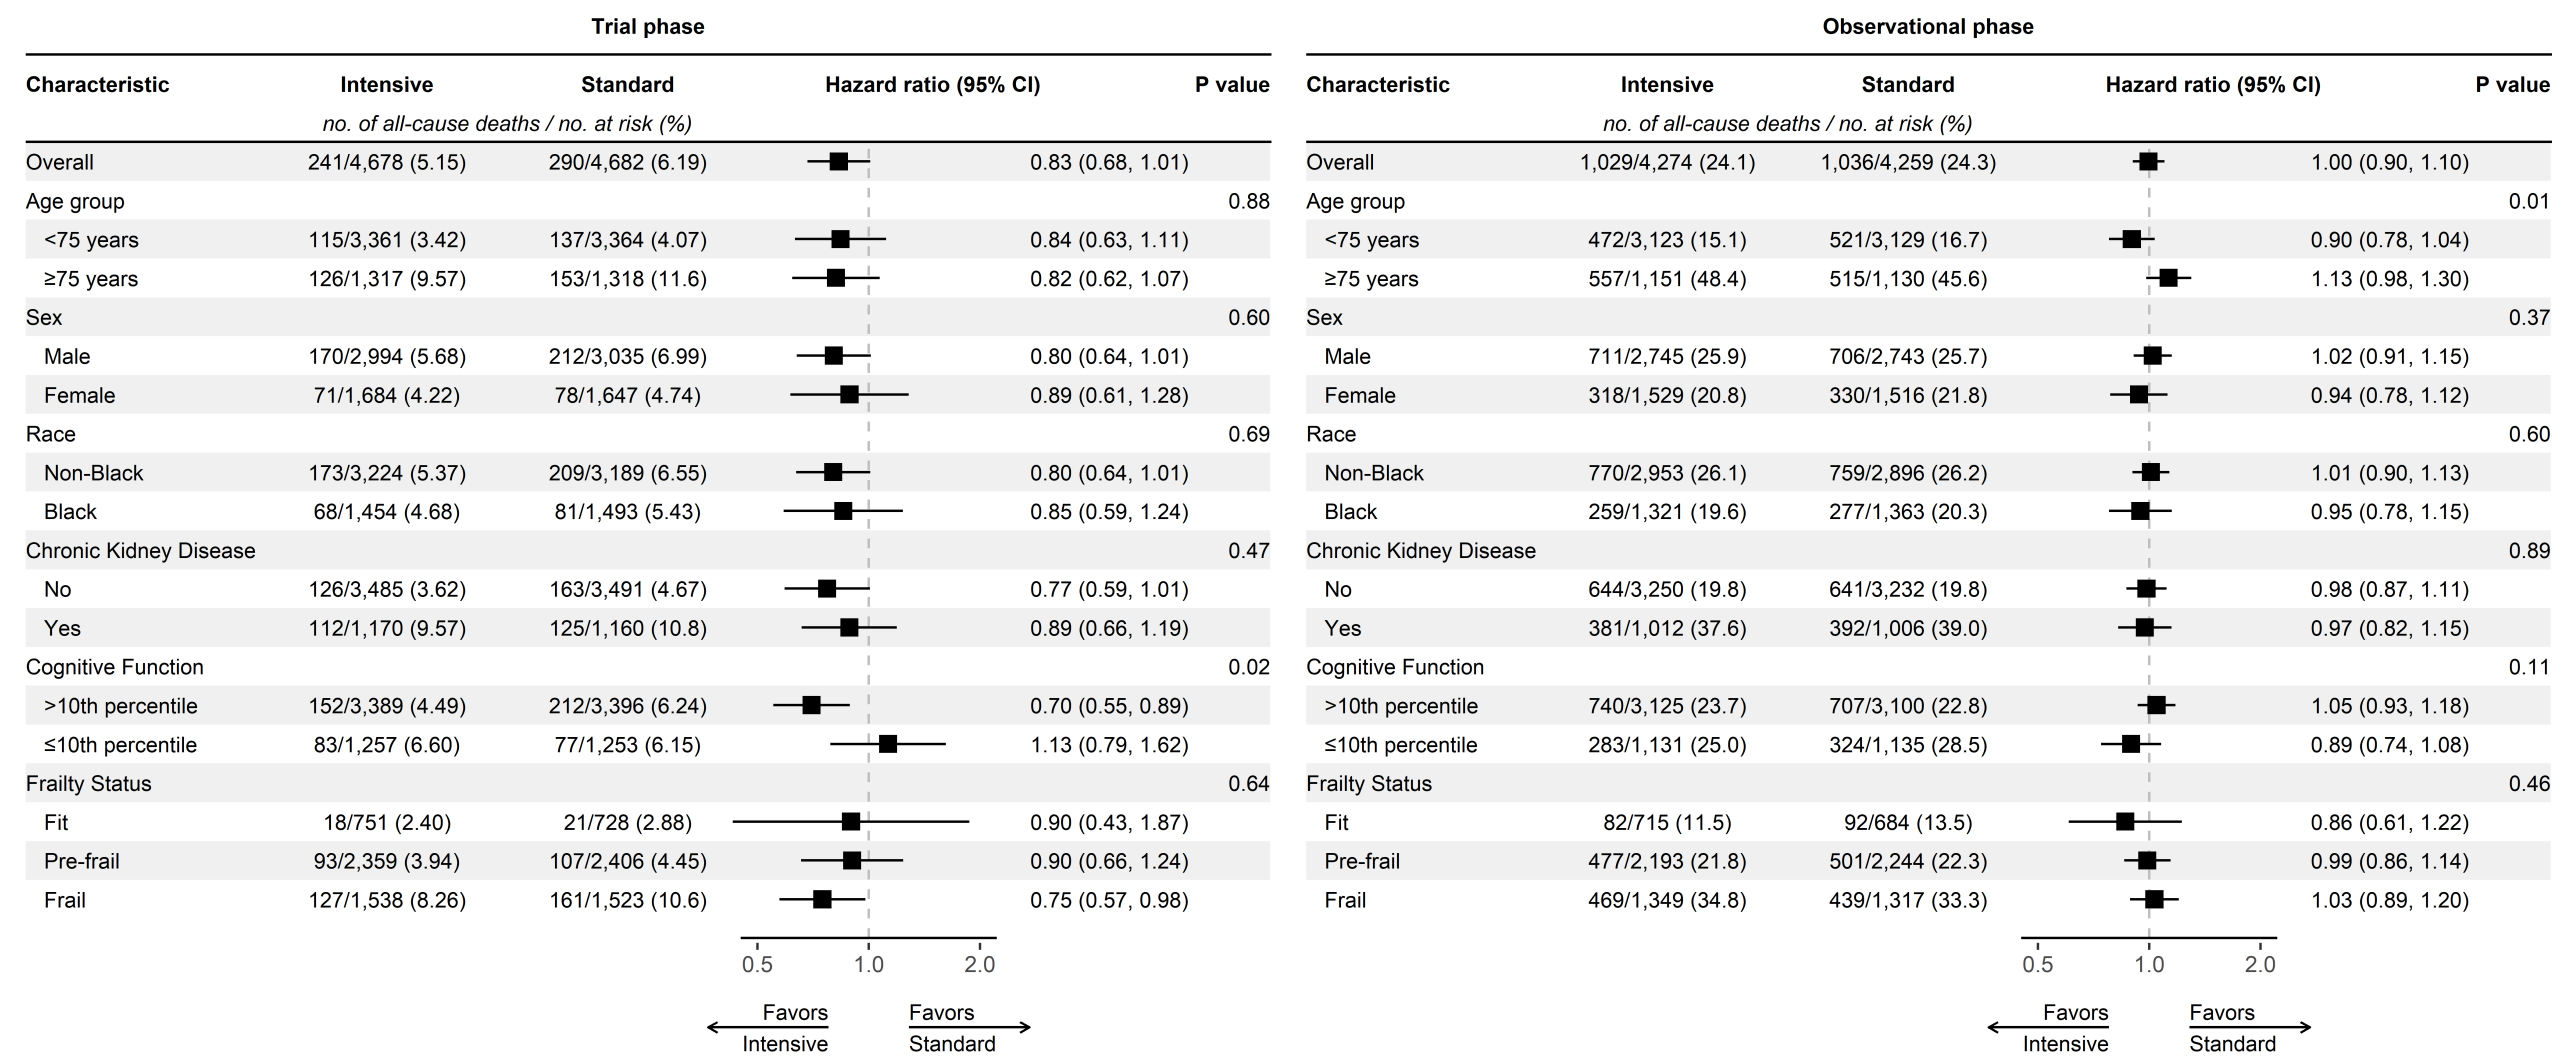 Trial phase
Characteristic Intensive Standard Hazard ratio (95% CI) P value
no. of all-cause deaths / no. at risk (%)
Overall 241/4,678 (5.15) 290/4,682 (6.19) 0.83 (0.68, 1.01)
Age group 0.88
<75 years 115/3,361 (3.42) 137/3,364 (4.07) 0.84 (0.63, 1.11)
≥75 years 126/1,317 (9.57) 153/1,318 (11.6) 0.82 (0.62, 1.07)
Sex 0.60
Male 170/2,994 (5.68) 212/3,035 (6.99) 0.80 (0.64, 1.01)
Female 71/1,684 (4.22) 78/1,647 (4.74) 0.89 (0.61, 1.28)
Race 0.69
Non-Black 173/3,224 (5.37) 209/3,189 (6.55) 0.80 (0.64, 1.01)
Black 68/1,454 (4.68) 81/1,493 (5.43) 0.85 (0.59, 1.24)
Chronic Kidney Disease 0.47
No 126/3,485 (3.62) 163/3,491 (4.67) 0.77 (0.59, 1.01)
Yes 112/1,170 (9.57) 125/1,160 (10.8) 0.89 (0.66, 1.19)
Cognitive Function 0.02
>10th percentile 152/3,389 (4.49) 212/3,396 (6.24) 0.70 (0.55, 0.89)
≤10th percentile 83/1,257 (6.60) 77/1,253 (6.15) 1.13 (0.79, 1.62)
Frailty Status 0.64
Fit 18/751 (2.40) 21/728 (2.88) 0.90 (0.43, 1.87)
Pre-frail 93/2,359 (3.94) 107/2,406 (4.45) 0.90 (0.66, 1.24)
Frail 127/1,538 (8.26) 161/1,523 (10.6) 0.75 (0.57, 0.98)
0.5 1.0 2.0
Favors Favors
Intensive Standard
Observational phase
Characteristic Intensive Standard Hazard ratio (95% CI) P value
no. of all-cause deaths / no. at risk (%)
Overall 1,029/4,274 (24.1) 1,036/4,259 (24.3) 1.00 (0.90, 1.10)
Age group 0.01
<75 years 472/3,123 (15.1) 521/3,129 (16.7) 0.90 (0.78, 1.04)
≥75 years 557/1,151 (48.4) 515/1,130 (45.6) 1.13 (0.98, 1.30)
Sex 0.37
Male 711/2,745 (25.9) 706/2,743 (25.7) 1.02 (0.91, 1.15)
Female 318/1,529 (20.8) 330/1,516 (21.8) 0.94 (0.78, 1.12)
Race 0.60
Non-Black 770/2,953 (26.1) 759/2,896 (26.2) 1.01 (0.90, 1.13)
Black 259/1,321 (19.6) 277/1,363 (20.3) 0.95 (0.78, 1.15)
Chronic Kidney Disease 0.89
No 644/3,250 (19.8) 641/3,232 (19.8) 0.98 (0.87, 1.11)
Yes 381/1,012 (37.6) 392/1,006 (39.0) 0.97 (0.82, 1.15)
Cognitive Function 0.11
>10th percentile 740/3,125 (23.7) 707/3,100 (22.8) 1.05 (0.93, 1.18)
≤10th percentile 283/1,131 (25.0) 324/1,135 (28.5) 0.89 (0.74, 1.08)
Frailty Status 0.46
Fit 82/715 (11.5) 92/684 (13.5) 0.86 (0.61, 1.22)
Pre-frail 477/2,193 (21.8) 501/2,244 (22.3) 0.99 (0.86, 1.14)
Frail 469/1,349 (34.8) 439/1,317 (33.3) 1.03 (0.89, 1.20)
0.5 1.0 2.0
Favors Favors
Intensive Standard